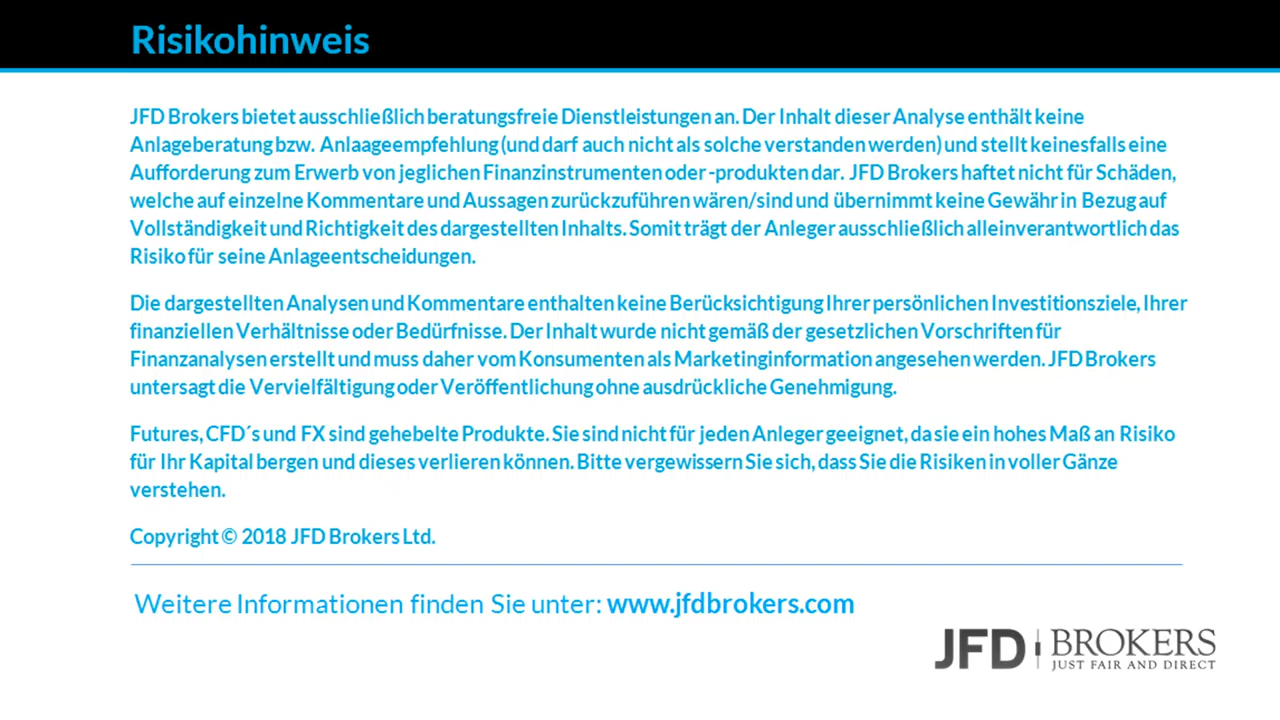 Risikohinweis
JFD Brokers bietet ausschließlich beratungsfreie Dienstleistungen an. Der Inhalt dieser Analyse enthält keine
Anlageberatung bzw. Anlaageempfehlung (und darf auch nicht als solche verstanden werden) und stellt keinesfalls eine
Aufforderung zum Erwerb von jeglichen Finanzinstrumenten oder -produkten dar. JFD Brokers haftet nicht für Schäden,
welche auf einzelne Kommentare und Aussagen zurückzuführen wären/sind und übernimmt keine Gewähr in Bezug auf
Vollständigkeit und Richtigkeit des dargestellten Inhalts. Somit trägt der Anleger ausschließlich alleinverantwortlich das
Risiko für seine Anlageentscheidungen.
Die dargestellten Analysen und Kommentare enthalten keine Berücksichtigung Ihrer persönlichen Investitionsziele, Ihrer
finanziellen Verhältnisse oder Bedürfnisse. Der Inhalt wurde nicht gemäß der gesetzlichen Vorschriften für
Finanzanalysen erstellt und muss daher vom Konsumenten als Marketinginformation angesehen werden. JFD Brokers
untersagt die Vervielfältigung oder Veröffentlichung ohne ausdrückliche Genehmigung.
Futures, CFD´s und FX sind gehebelte Produkte. Sie sind nicht für jeden Anleger geeignet, da sie ein hohes Maß an Risiko
für Ihr Kapital bergen und dieses verlieren können. Bitte vergewissern Sie sich, dass Sie die Risiken in voller Gänze
verstehen.
Copyright © 2018 JFD Brokers Ltd.
Weitere Informationen finden Sie unter: www.jfdbrokers.com
JFD BROKERS
JUST FAIR AND DIRECT